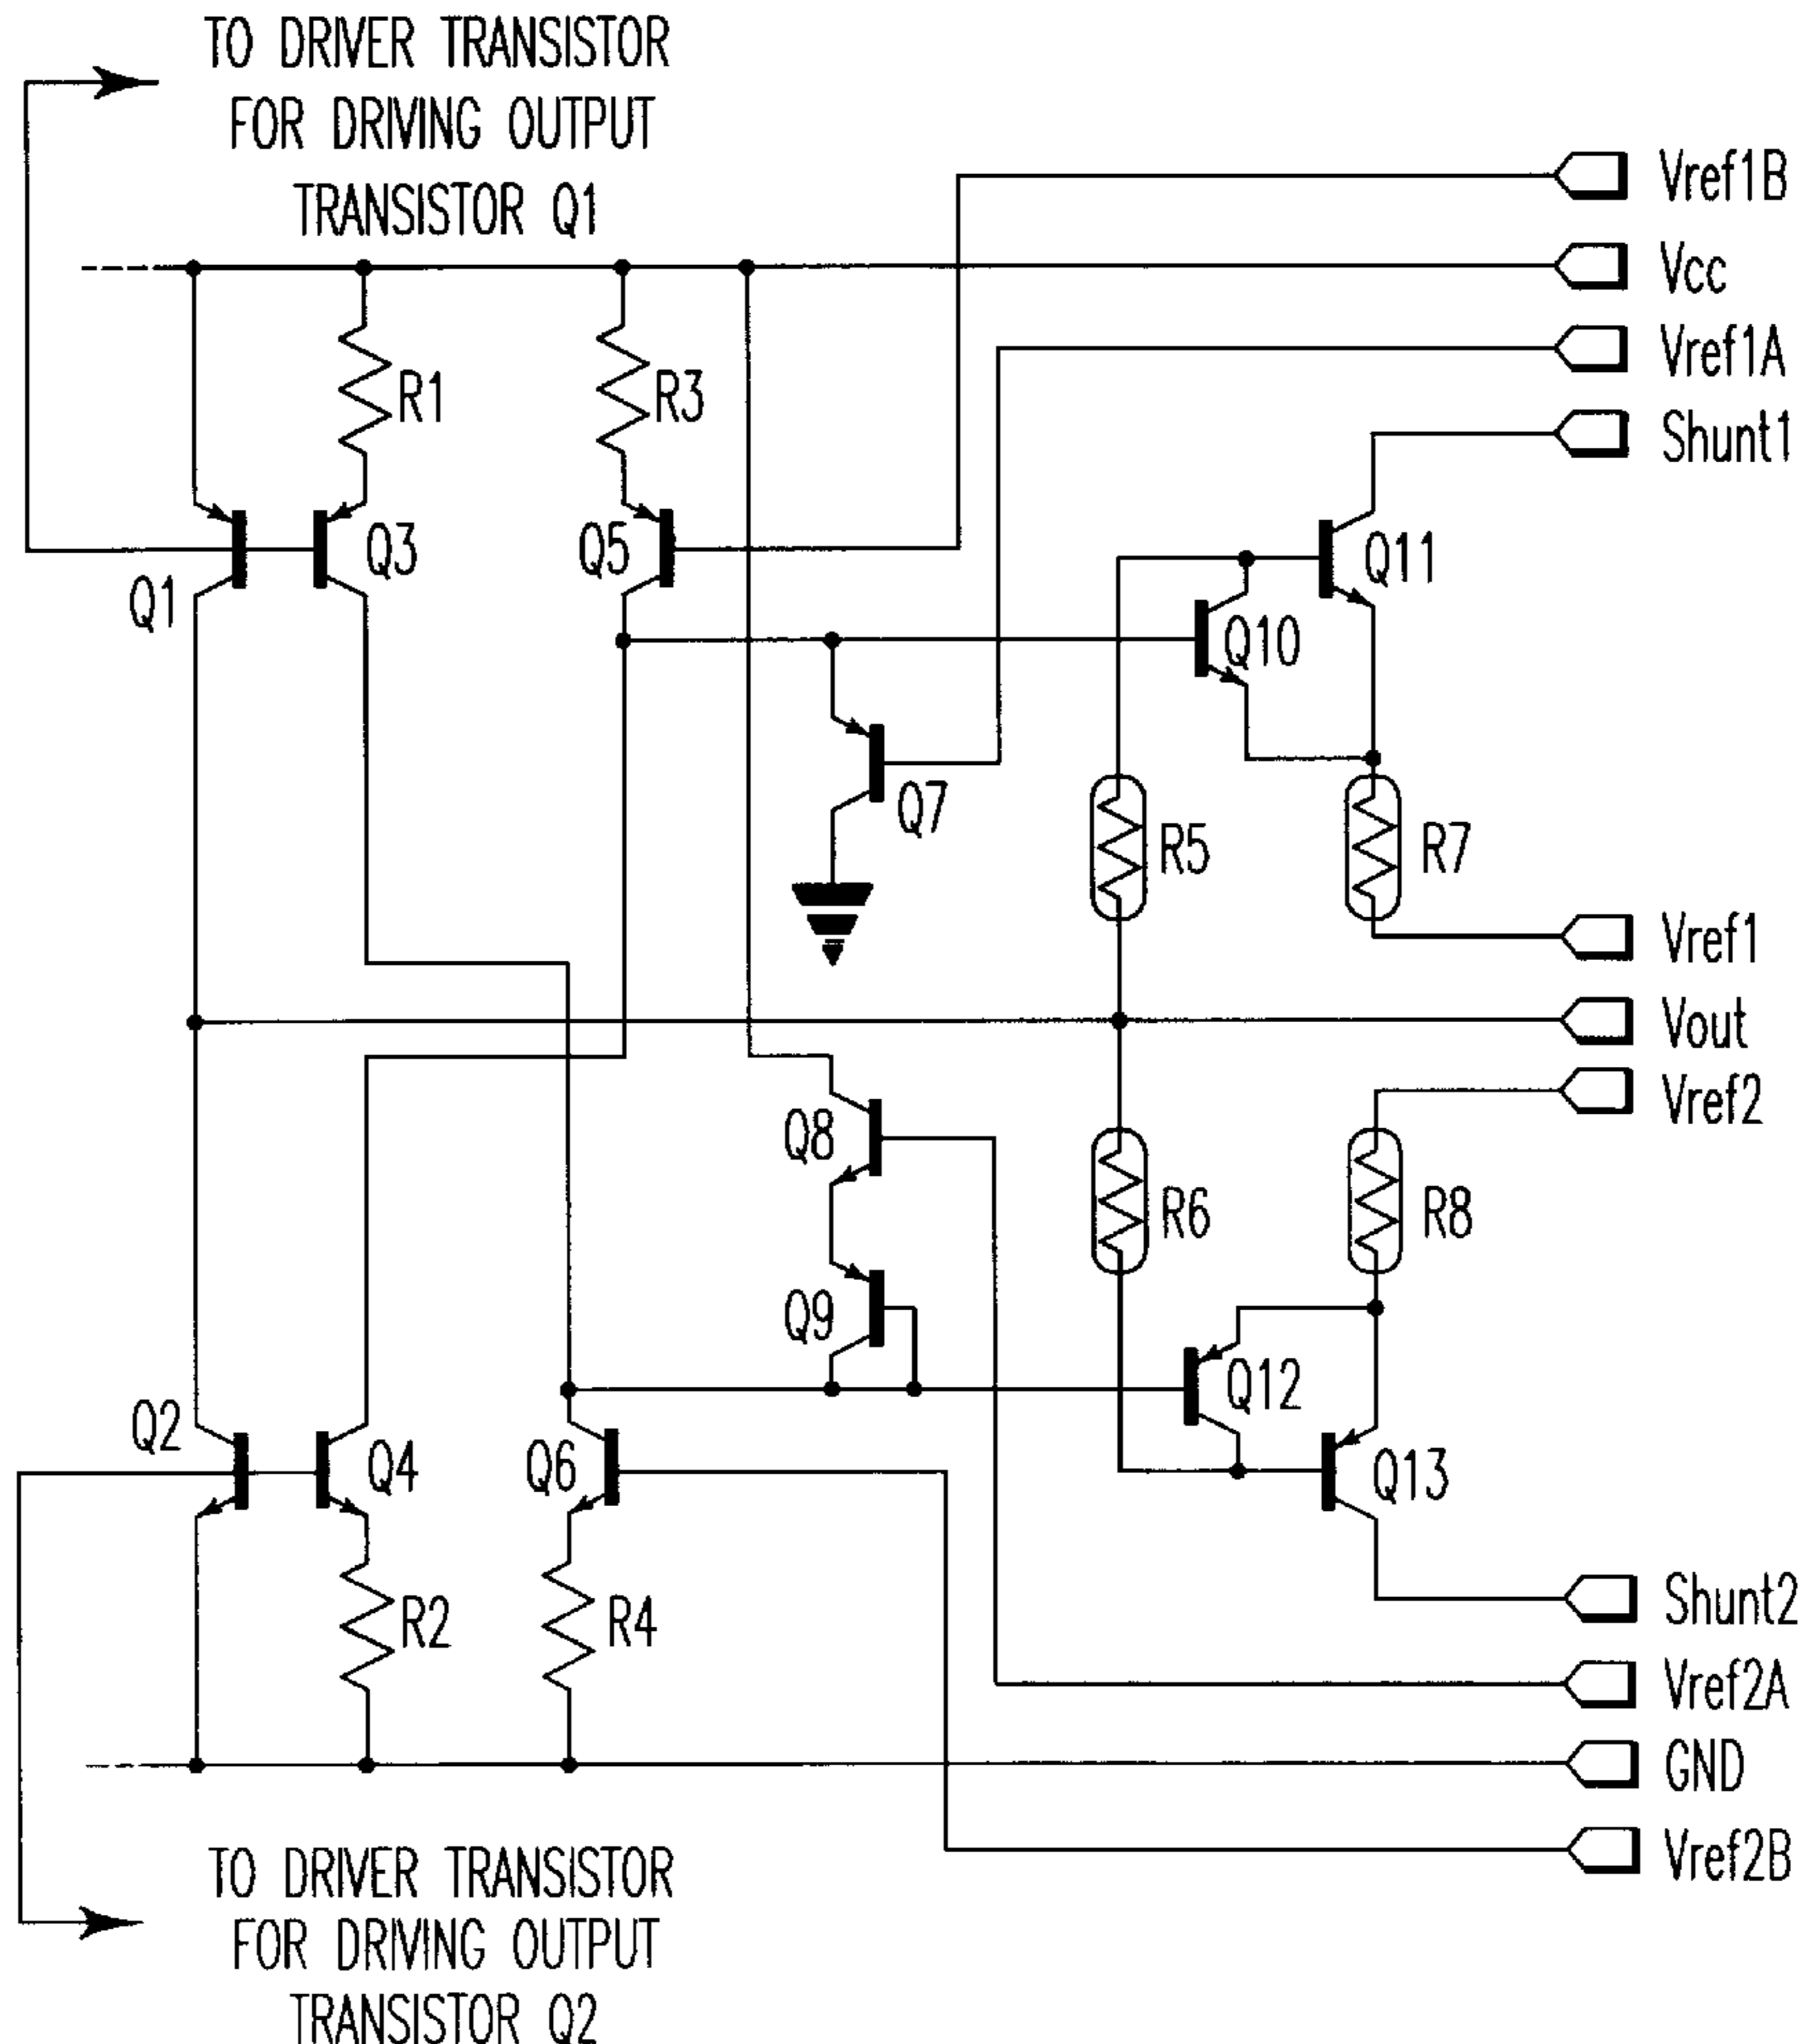 TO DRIVER TRANSISTOR
FOR DRIVING OUTPUT
TRANSISTOR Q1
Vref1B
Vcc
Vref1A
Shunt1
R1
R3
Q3
Q5
Q11
Q1
Q10
Q7
R5
R7
Vref1
Vout
Vref2
Q8
R6
R8
Q9
Q12
Q2
Q4
Q6
Q13
R2
R4
Shunt2
Vref2A
GND
Vref2B
TO DRIVER TRANSISTOR
FOR DRIVING OUTPUT
TRANSISTOR Q2